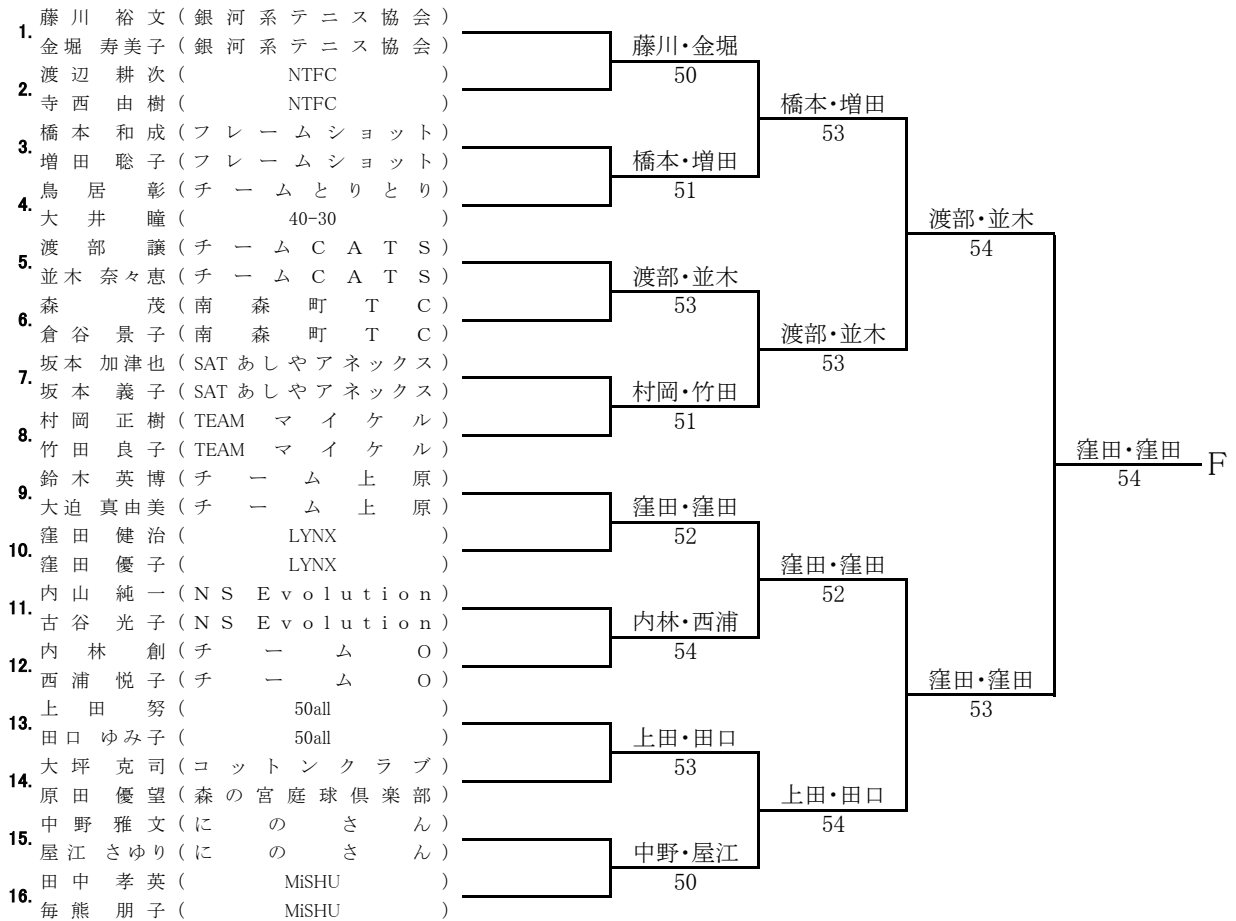 藤川 裕文(銀河系テニス協会)
1.
金堀 寿美子(銀河系テニス協会)
渡辺 耕次(NTFC)
2.
寺西 由樹(NTFC)
橋本 和成(フレームショット)
3.
増田 聡子(フレームショット)
鳥居 彰(チームとりとり)
4.
大井 瞳(40-30)
渡部 譲(チームCATS)
5.
並木 奈々恵(チームCATS)
森 茂(南森町TC)
6.
倉谷 景子(南森町TC)
坂本 加津也(SATあしやアネックス)
7.
坂本 義子(SATあしやアネックス)
村岡 正樹(TEAM マイケル)
8.
竹田 良子(TEAM マイケル)
鈴木 英博(チーム上原)
9.
大迫 真由美(チーム上原)
窪田 健治(LYNX)
10.
窪田 優子(LYNX)
内山 純一(NS Evolution)
11.
古谷 光子(NS Evolution)
内林 創(チームO)
12.
西浦 悦子(チームO)
上田 努(50all)
13.
田口 ゆみ子(50all)
大坪 克司(コットンクラブ)
14.
原田 優望(森の宮庭球倶楽部)
中野 雅文(にのさん)
15.
屋江 さゆり(にのさん)
田中 孝英(MiSHU)
16.
毎熊 朋子(MiSHU)
藤川・金堀
50
橋本・増田
51
渡部・並木
53
村岡・竹田
51
窪田・窪田
52
内林・西浦
54
上田・田口
53
中野・屋江
50
橋本・増田
53
渡部・並木
53
窪田・窪田
52
上田・田口
54
渡部・並木
54
窪田・窪田
53
窪田・窪田
54
F